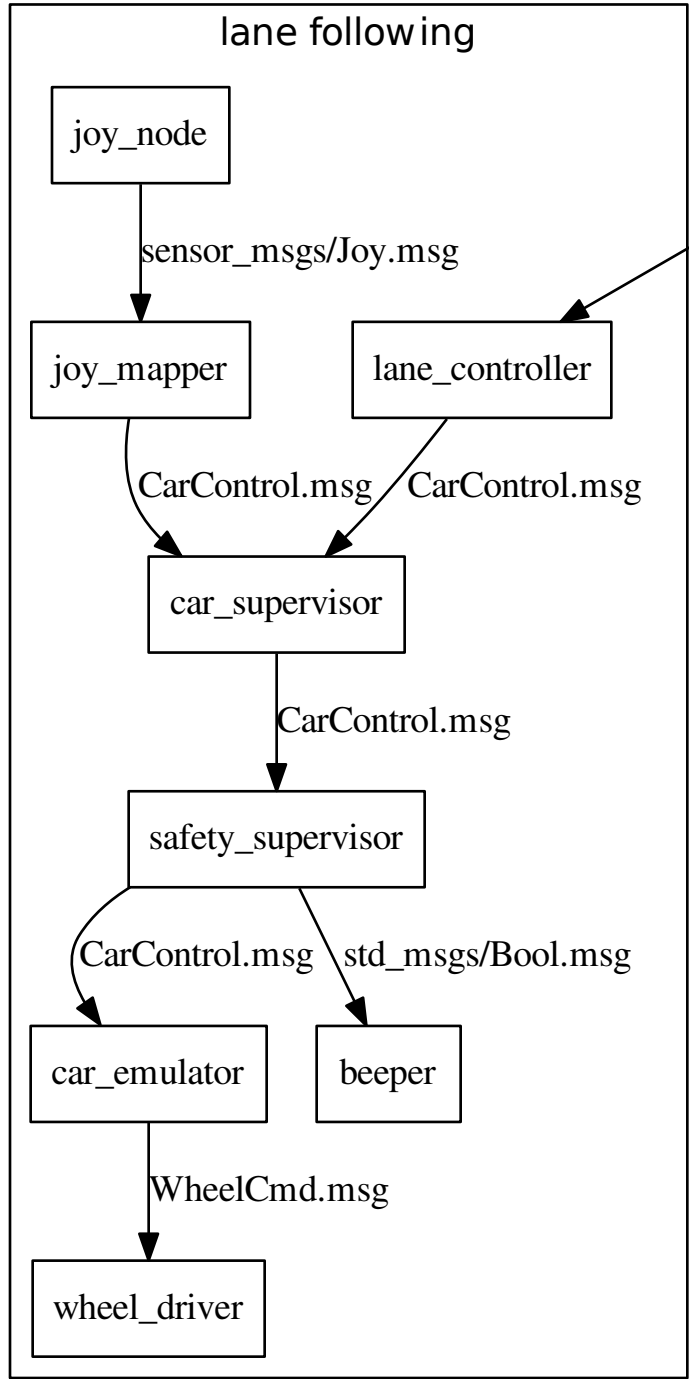 lane following
joy_node
sensor_msgs/Joy.msg
joy_mapper
lane_controller
CarControl.msg
CarControl.msg
car_supervisor
CarControl.msg
safety_supervisor
CarControl.msg
std_msgs/Bool.msg
car_emulator
beeper
WheelCmd.msg
wheel_driver